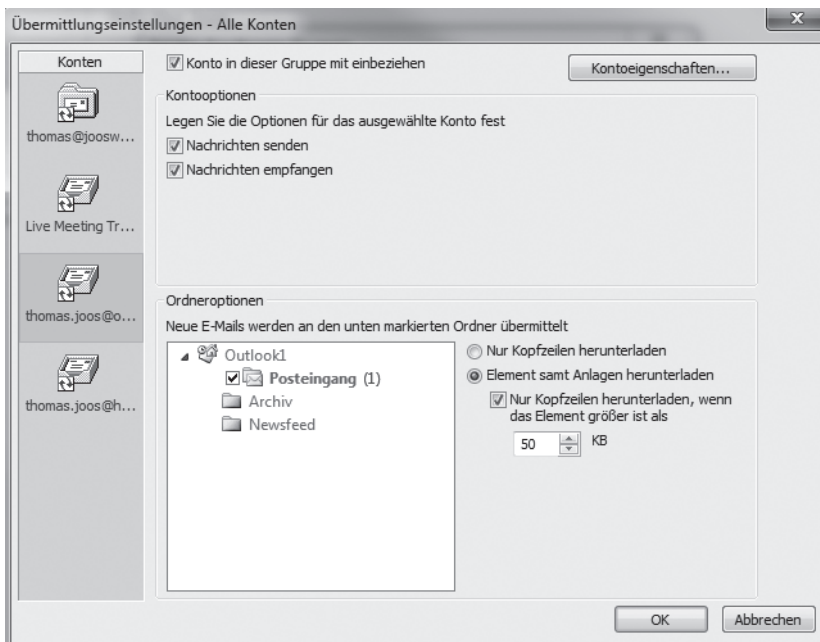 Übermittlungseinstellungen - Alle Konten
Konten
thomas@joosw...
Live Meeting Tr...
thomas.joos@o...
thomas.joos@h...
Konto in dieser Gruppe mit einbeziehen
Kontoeigenschaften...
Kontooptionen
Legen Sie die Optionen für das ausgewählte Konto fest
Nachrichten senden
Nachrichten empfangen
Ordneroptionen
Neue E-Mails werden an den unten markierten Ordner übermittelt
Outlook1
Posteingang (1)
Archiv
Newsfeed
Nur Kopfzeilen herunterladen
Element samt Anlagen herunterladen
Nur Kopfzeilen herunterladen, wenn
das Element größer ist als
50 KB
OK
Abbrechen